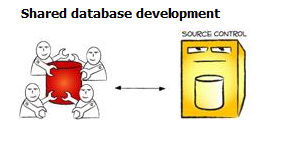 Shared database development
SOURCE CONTROL